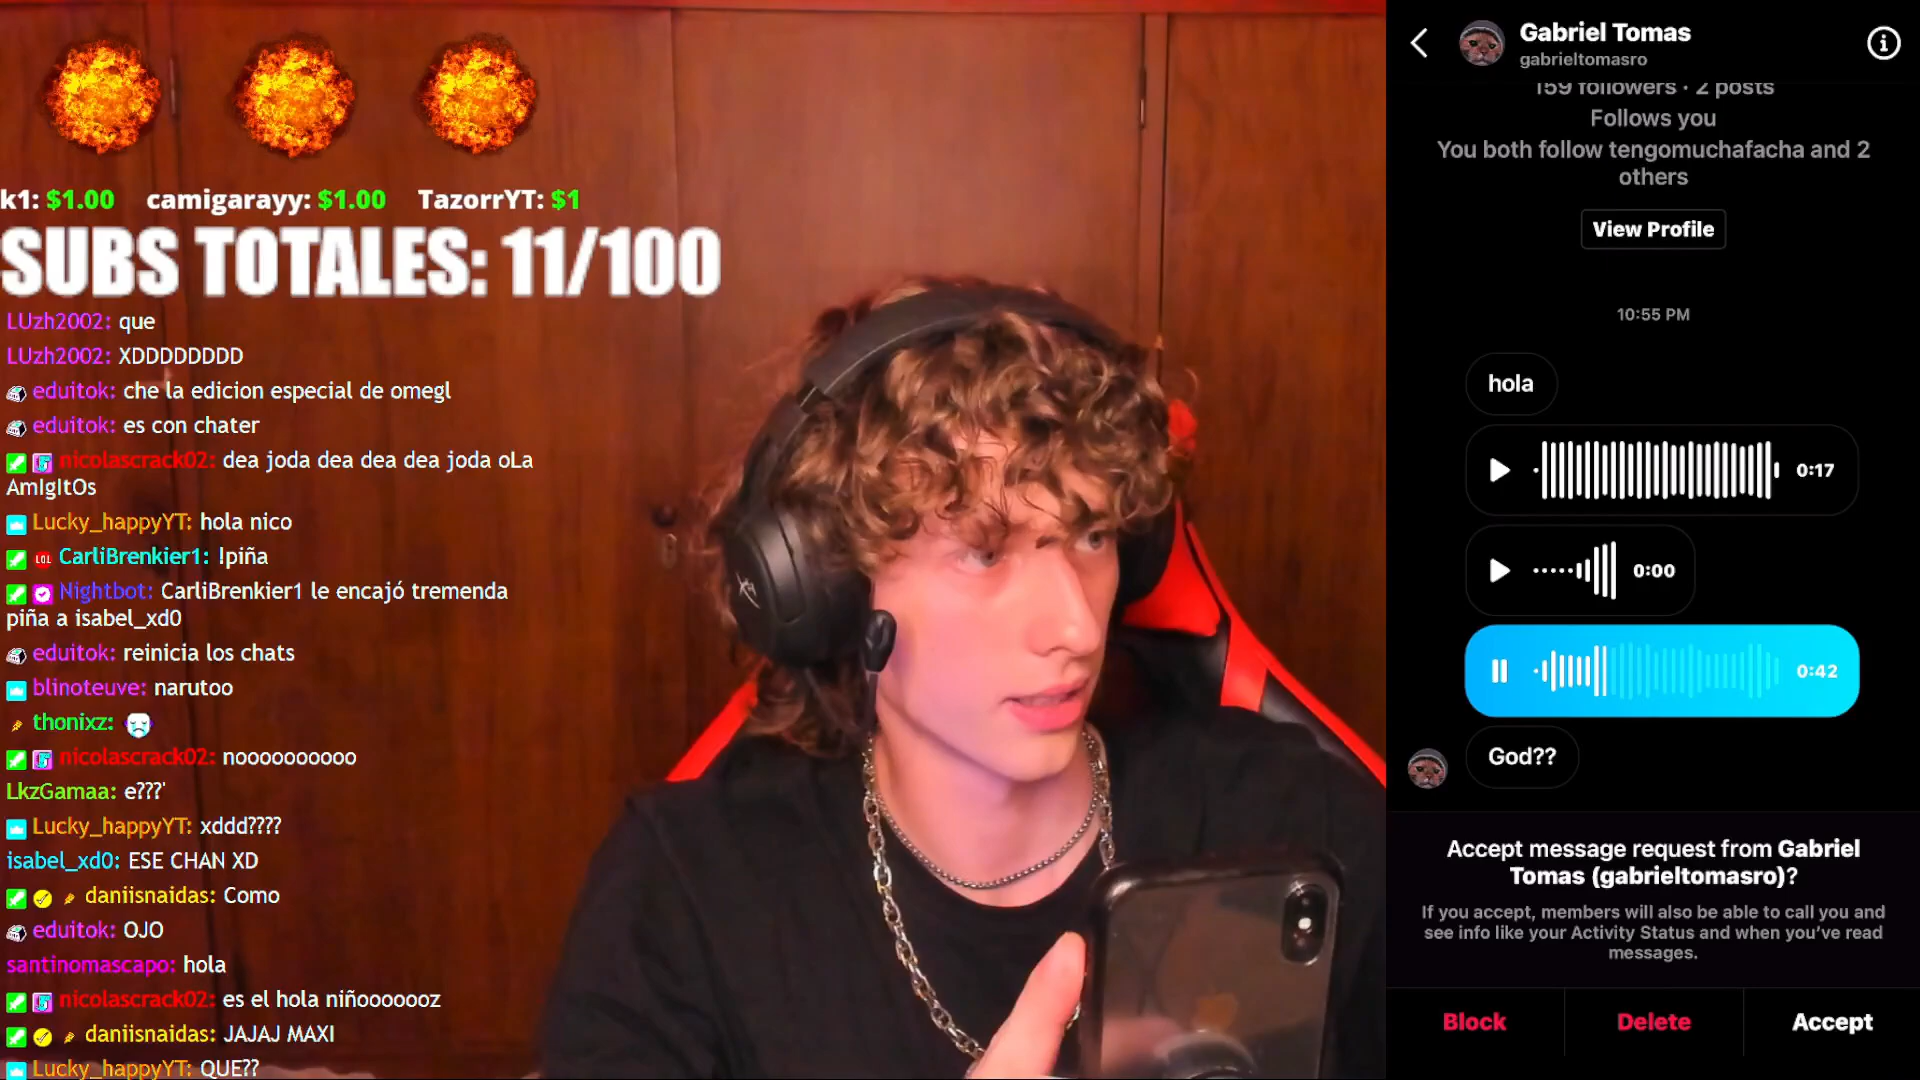 k1: $1.00 camigarayy: $1.00 TazorrYT: $1
SUBS TOTALES: 11/100
LUzh2002: que
LUzh2002: XDDDDDDDD
eduitok: che la edicion especial de omegl
eduitok: es con chater
nicolascrack02: dea joda dea dea dea joda oLa
AmIgItOs
Lucky_happyYT: hola nico
LOL CarliBrenkier1: !piña
Nightbot: CarliBrenkier1 le encajó tremenda
piña a isabel_xd0
eduitok: reinicia los chats
blinoteuve: narutoo
thonixz:
nicolascrack02: noooooooooo
LkzGamaa: e???'
Lucky_happyYT: xddd????
isabel_xd0: ESE CHAN XD
daniisnaidas: Como
eduitok: OJO
santinomascapo: hola
nicolascrack02: es el hola niñooooooz
daniisnaidas: JAJAJ MAXI
Lucky_happyYT: QUE??
Gabriel Tomas
gabrieltomasro
159 followers · 2 posts
Follows you
You both follow tengomuchafacha and 2
others
View Profile
10:55 PM
hola
0:17
0:00
0:42
God??
Accept message request from Gabriel
Tomas (gabrieltomasro)?
If you accept, members will also be able to call you and
see info like your Activity Status and when you've read
messages.
Block Delete Accept